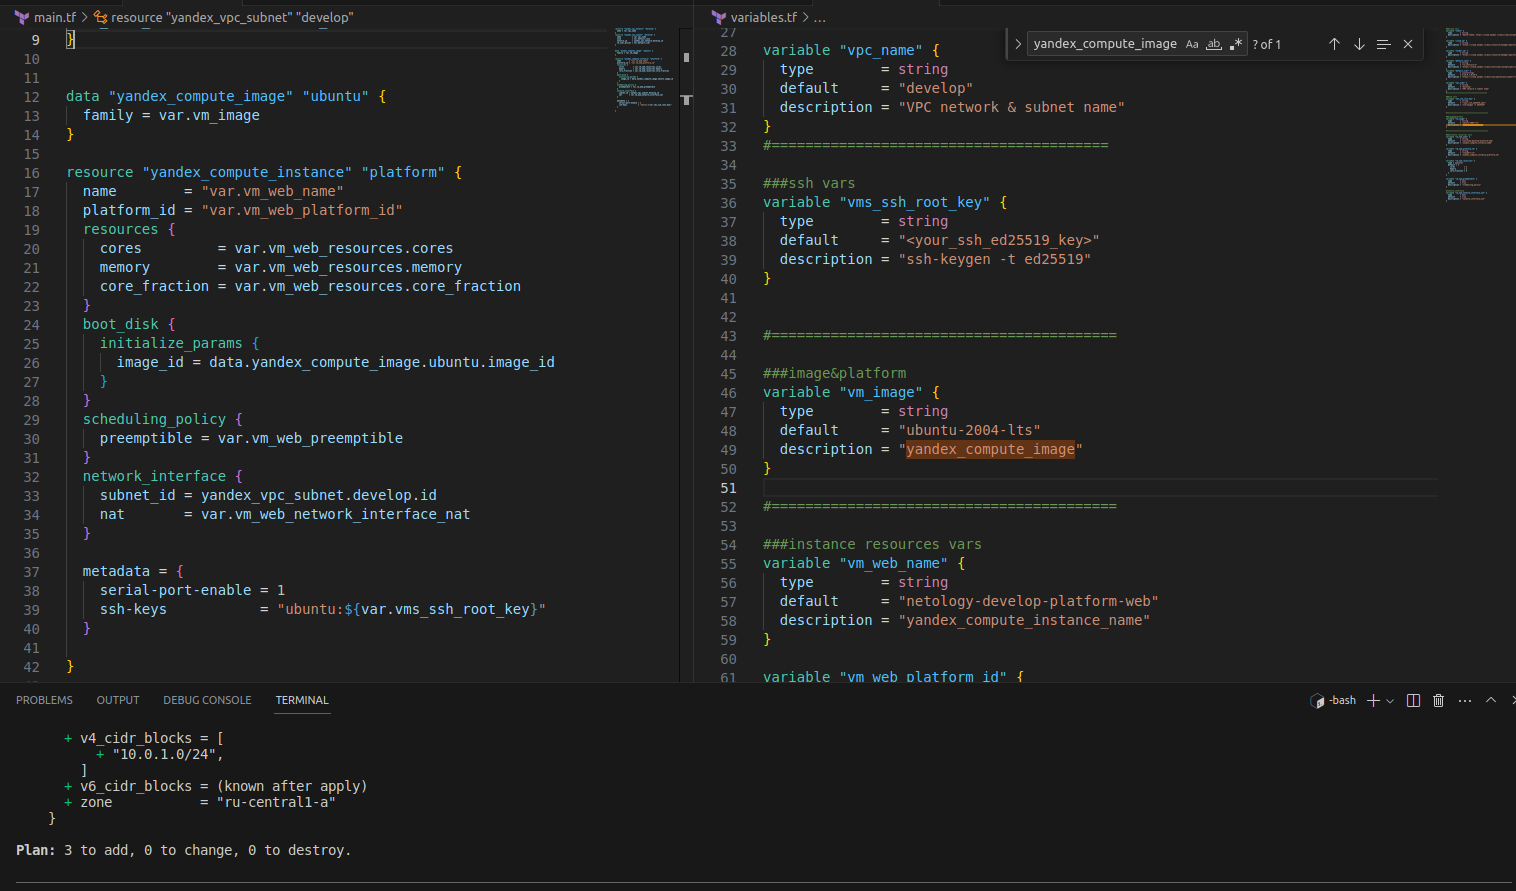 main.tf > resource "yandex_vpc_subnet" "develop"
9 }
10
11
12 data "yandex_compute_image" "ubuntu" {
13   family = var.vm_image
14 }
15
16 resource "yandex_compute_instance" "platform" {
17   name        = "var.vm_web_name"
18   platform_id = "var.vm_web_platform_id"
19   resources {
20     cores         = var.vm_web_resources.cores
21     memory        = var.vm_web_resources.memory
22     core_fraction = var.vm_web_resources.core_fraction
23   }
24   boot_disk {
25     initialize_params {
26       image_id = data.yandex_compute_image.ubuntu.image_id
27     }
28   }
29   scheduling_policy {
30     preemptible = var.vm_web_preemptible
31   }
32   network_interface {
33     subnet_id = yandex_vpc_subnet.develop.id
34     nat       = var.vm_web_network_interface_nat
35   }
36
37   metadata = {
38     serial-port-enable = 1
39     ssh-keys           = "ubuntu:${var.vms_ssh_root_key}"
40   }
41
42 }
variables.tf > ...
yandex_compute_image Aa ab .* ? of 1
27
28 variable "vpc_name" {
29   type        = string
30   default     = "develop"
31   description = "VPC network & subnet name"
32 }
33 #========================================
34
35 ###ssh vars
36 variable "vms_ssh_root_key" {
37   type        = string
38   default     = "<your_ssh_ed25519_key>"
39   description = "ssh-keygen -t ed25519"
40 }
41
42
43 #=========================================
44
45 ###image&platform
46 variable "vm_image" {
47   type        = string
48   default     = "ubuntu-2004-lts"
49   description = "yandex_compute_image"
50 }
51
52 #=========================================
53
54 ###instance resources vars
55 variable "vm_web_name" {
56   type        = string
57   default     = "netology-develop-platform-web"
58   description = "yandex_compute_instance_name"
59 }
60
61 variable "vm_web_platform_id" {
PROBLEMS OUTPUT DEBUG CONSOLE TERMINAL
-bash
+ v4_cidr_blocks = [
+ "10.0.1.0/24",
]
+ v6_cidr_blocks = (known after apply)
+ zone           = "ru-central1-a"
}
Plan: 3 to add, 0 to change, 0 to destroy.